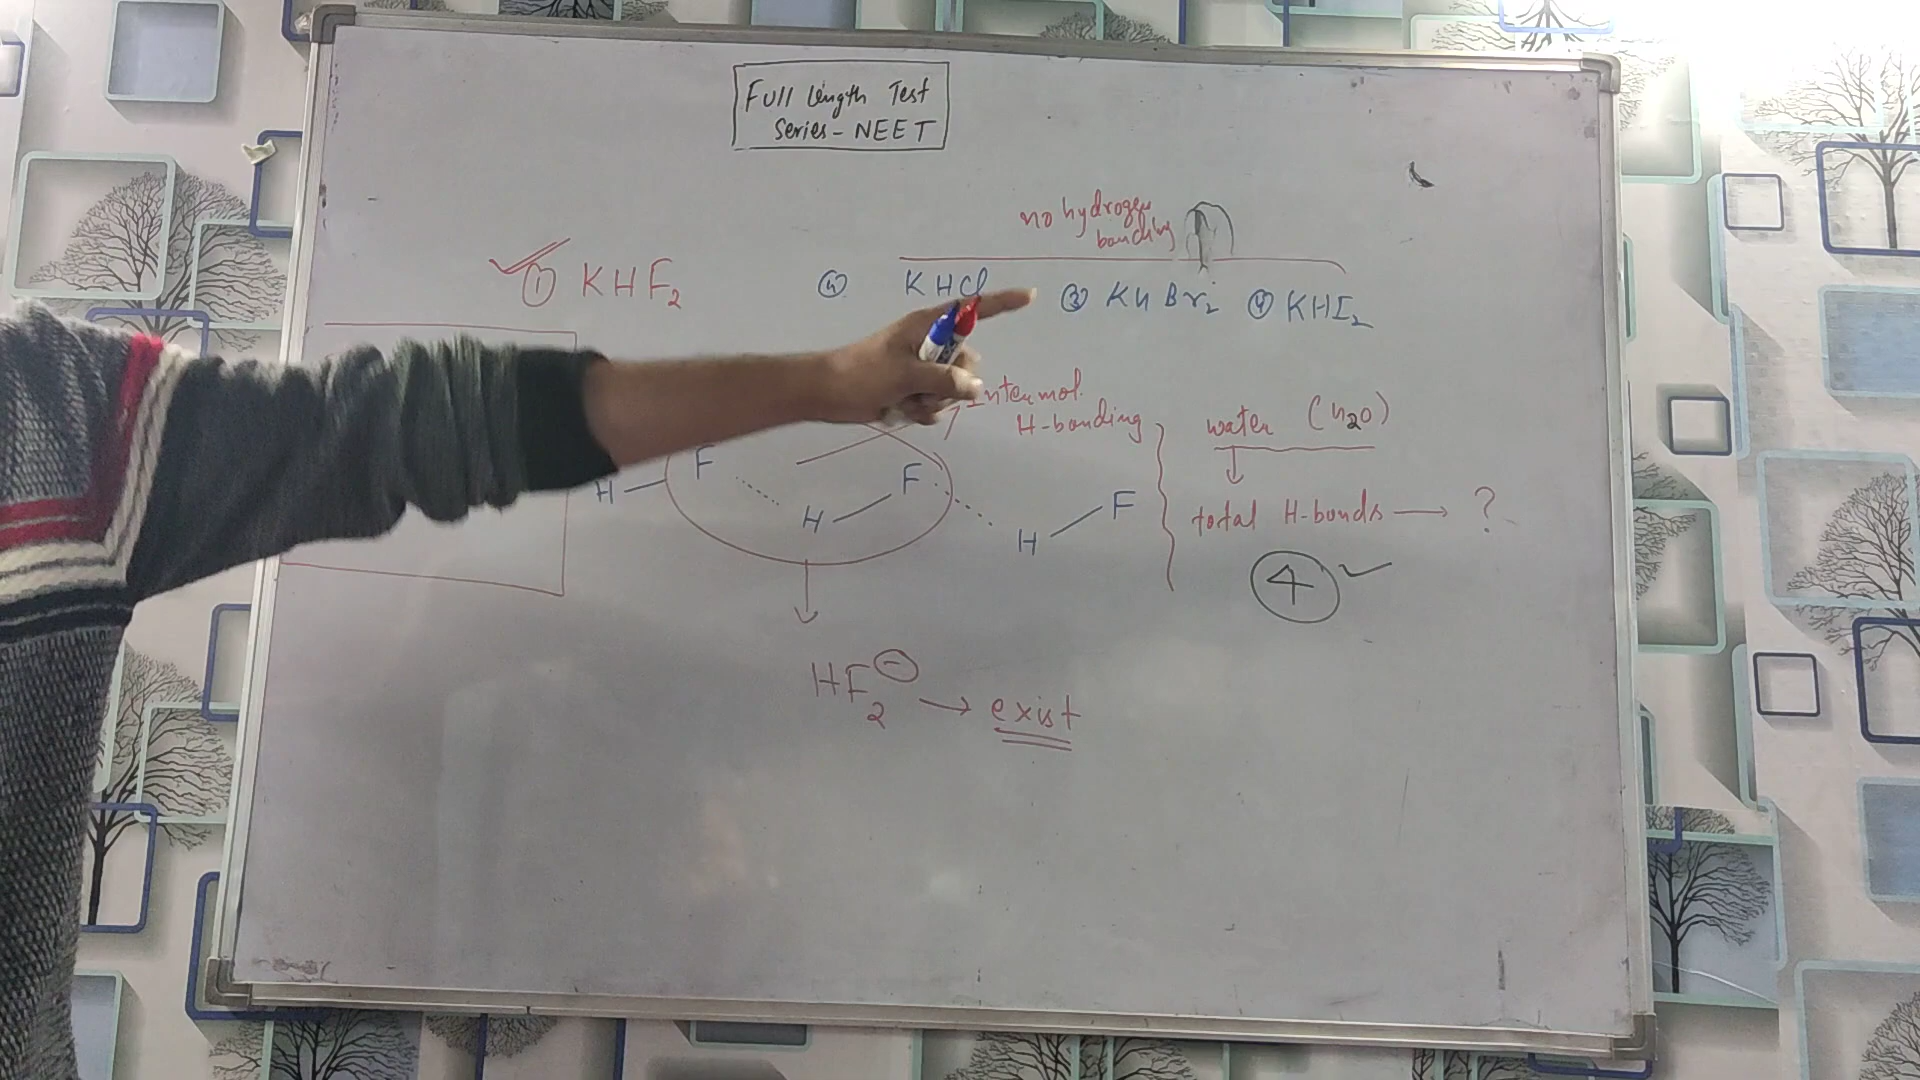 Full Length Test
Series - NEET
no hydrogen
bonding
① KHF₂
KHCl
③ KHBr₂ ④ KHI₂
Intermol.
H-bonding
water (H₂O)
H F H F H F
total H-bonds → ?
4 ✓
HF₂⊖ → exist